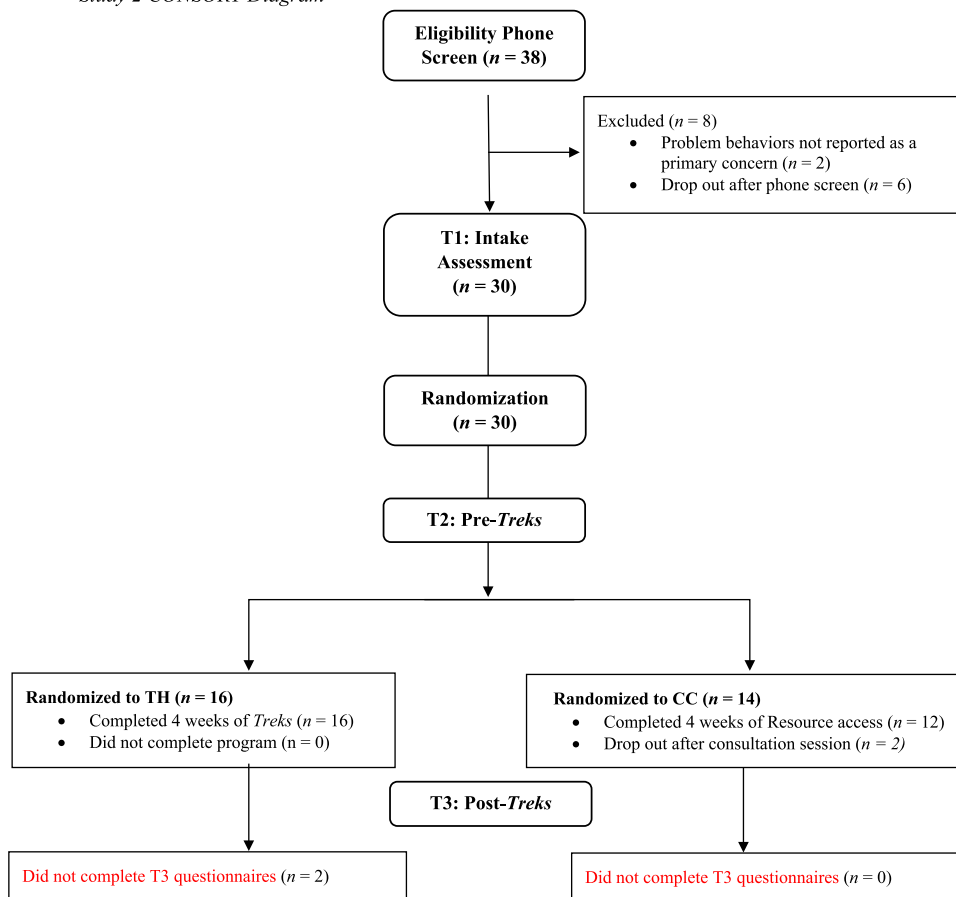 Study 2 CONSORT Diagram
Eligibility Phone
Screen (n = 38)
Excluded (n = 8)
• Problem behaviors not reported as a
primary concern (n = 2)
• Drop out after phone screen (n = 6)
T1: Intake
Assessment
(n = 30)
Randomization
(n = 30)
T2: Pre-Treks
Randomized to TH (n = 16)
• Completed 4 weeks of Treks (n = 16)
• Did not complete program (n = 0)
Randomized to CC (n = 14)
• Completed 4 weeks of Resource access (n = 12)
• Drop out after consultation session (n = 2)
T3: Post-Treks
Did not complete T3 questionnaires (n = 2)
Did not complete T3 questionnaires (n = 0)